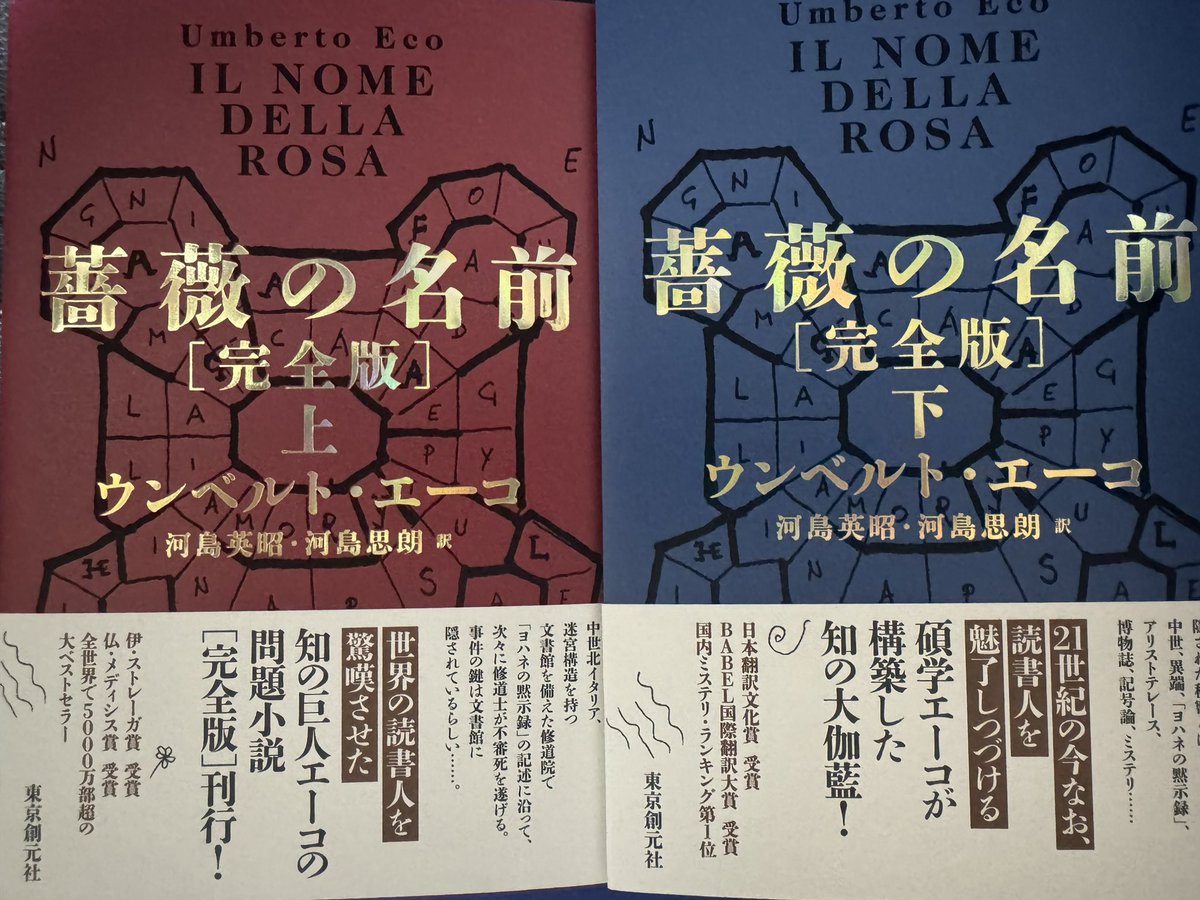 Umberto Eco
IL NOME
DELLA
ROSA
N
E
薔薇の名前
[完全版]
上
ウンベルト・エーコ
河島英昭・河島思朗 訳
中世北イタリア、
迷宮構造を持つ
文書館を備えた修道院で
「ヨハネの黙示録」の記述に沿って、
次々に修道士が不審死を遂げる。
事件の鍵は文書館に
隠されているらしい……。
世界の読書人を
驚嘆させた
知の巨人エーコの
問題小説
[完全版]刊行!
伊・ストレーガ賞 受賞
仏・メディシス賞 受賞
全世界で5000万部超の
大ベストセラー
東京創元社
Umberto Eco
IL NOME
DELLA
ROSA
N
E
薔薇の名前
[完全版]
下
ウンベルト・エーコ
河島英昭・河島思朗 訳
中世、異端、「ヨハネの黙示録」、
アリストテレース、
博物誌、記号論、ミステリ……
21世紀の今なお、
読書人を
魅了しつづける
碩学エーコが
構築した
知の大伽藍!
日本翻訳文化賞 受賞
BABEL国際翻訳大賞 受賞
国内ミステリ・ランキング第1位
東京創元社